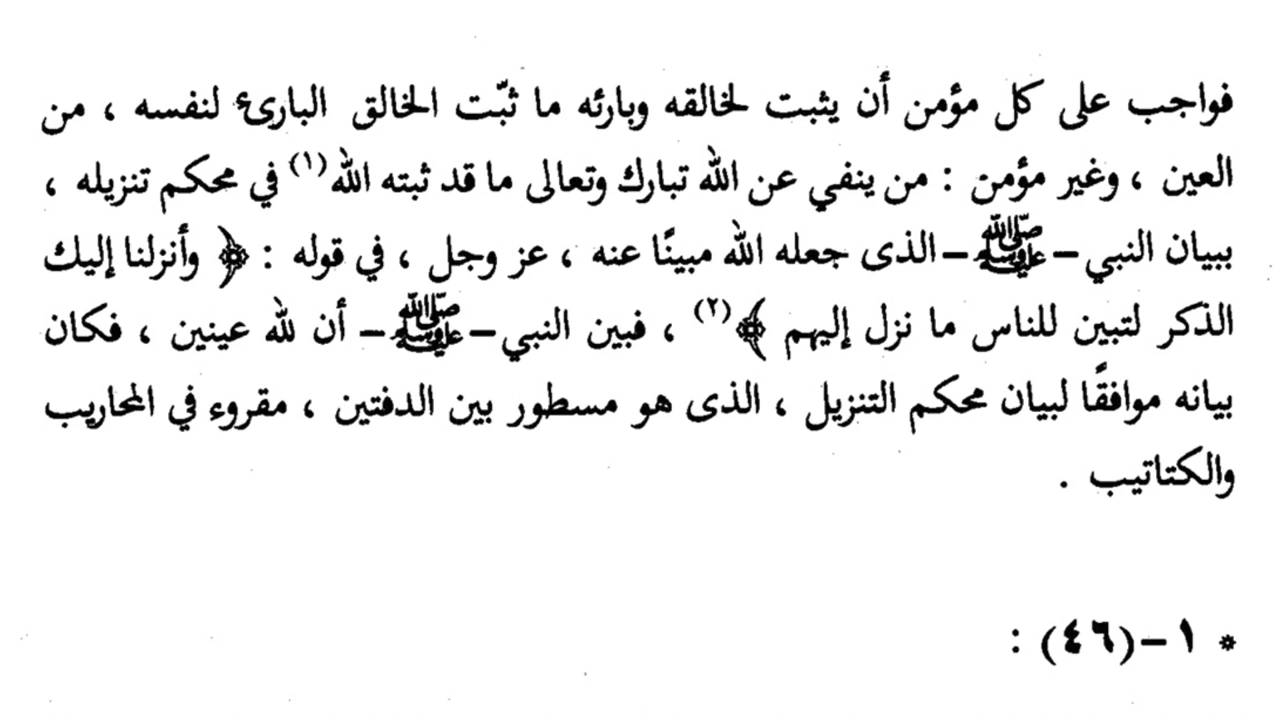 فواجب على كل مؤمن أن يثبت لخالقه وبارئه ما ثبّت الخالق البارئ لنفسه ، من
العين ، وغير مؤمن : من ينفي عن الله تبارك وتعالى ما قد ثبته الله(١) في محكم تنزيله ،
ببيان النبي – ﷺ – الذى جعله الله مبينًا عنه ، عز وجل ، في قوله : ﴿ وأنزلنا إليك
الذكر لتبين للناس ما نزل إليهم ﴾(٢) ، فبين النبي – ﷺ – أن لله عينين ، فكان
بيانه موافقًا لبيان محكم التنزيل ، الذى هو مسطور بين الدفتين ، مقروء في المحاريب
والكتاتيب .
* ١ – (٤٦) :